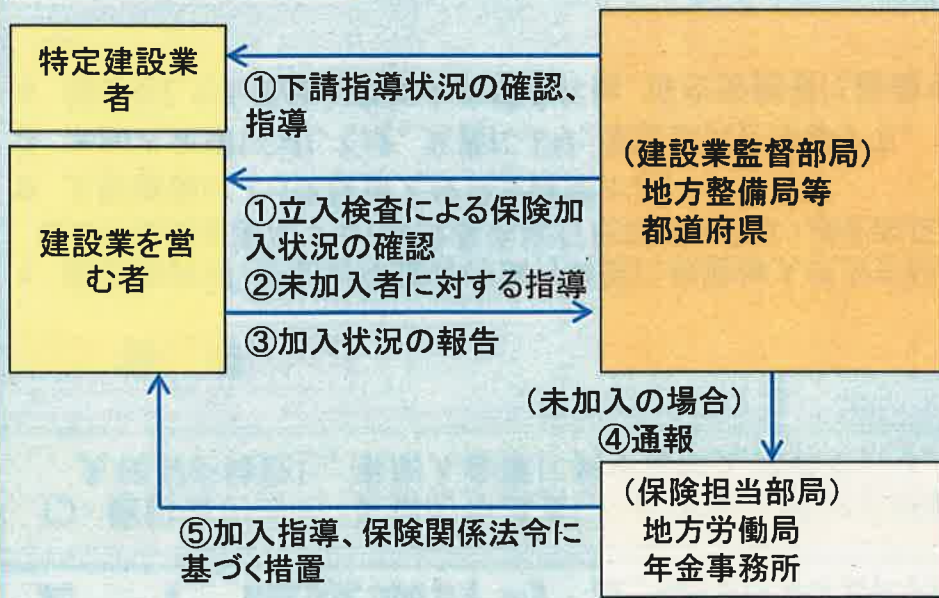 特定建設業
者
①下請指導状況の確認、
指導
建設業を営
む者
①立入検査による保険加
入状況の確認
②未加入者に対する指導
③加入状況の報告
（建設業監督部局）
地方整備局等
都道府県
（未加入の場合）
④通報
（保険担当部局）
地方労働局
年金事務所
⑤加入指導、保険関係法令に
基づく措置